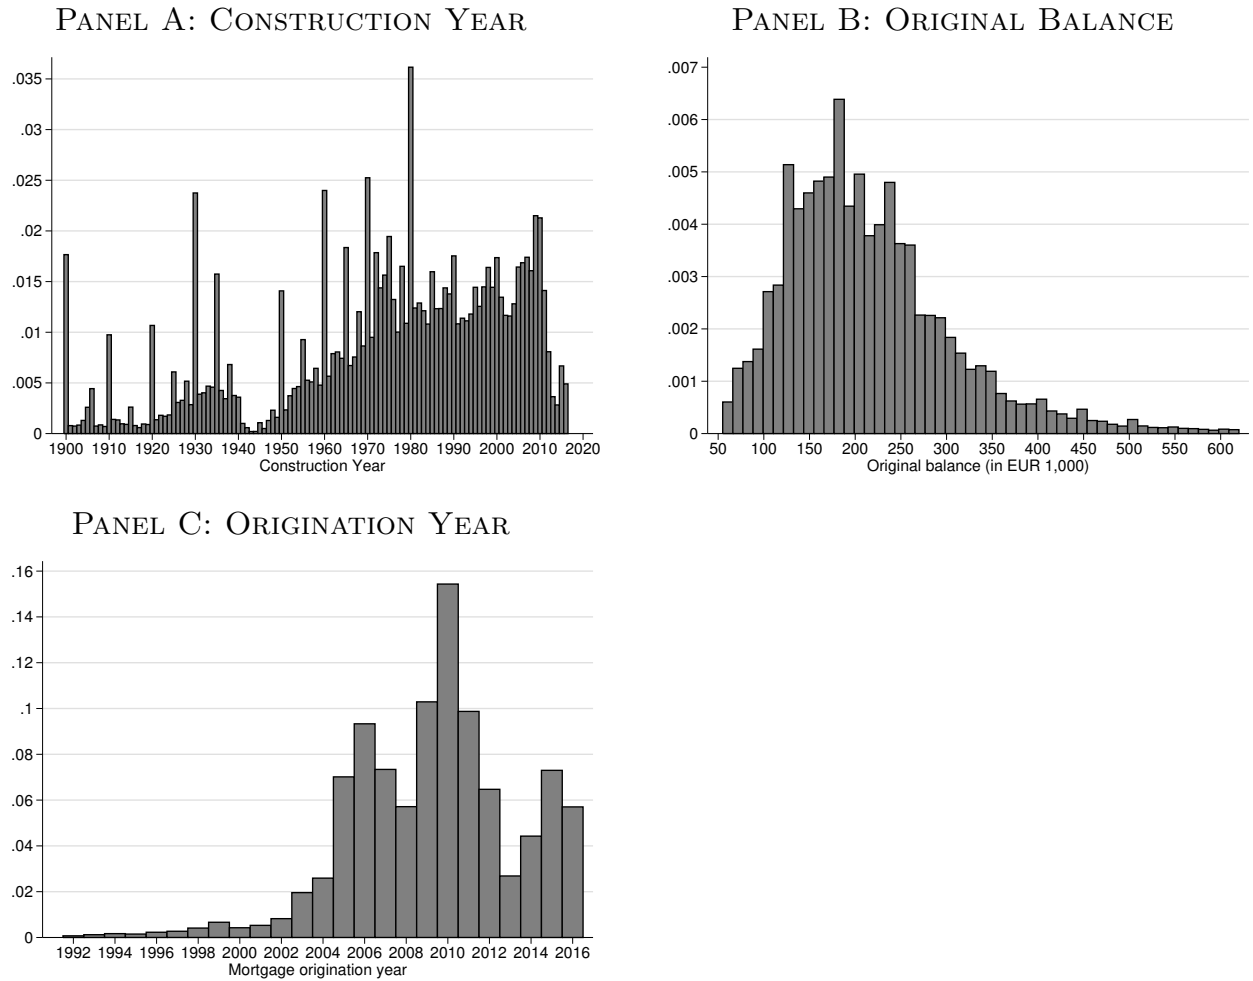 PANEL A: CONSTRUCTION YEAR
.035
.03
.025
.02
.015
.01
.005
0
1900 1910 1920 1930 1940 1950 1960 1970 1980 1990 2000 2010 2020
Construction Year
PANEL B: ORIGINAL BALANCE
.007
.006
.005
.004
.003
.002
.001
0
50 100 150 200 250 300 350 400 450 500 550 600
Original balance (in EUR 1,000)
PANEL C: ORIGINATION YEAR
.16
.14
.12
.1
.08
.06
.04
.02
0
1992 1994 1996 1998 2000 2002 2004 2006 2008 2010 2012 2014 2016
Mortgage origination year